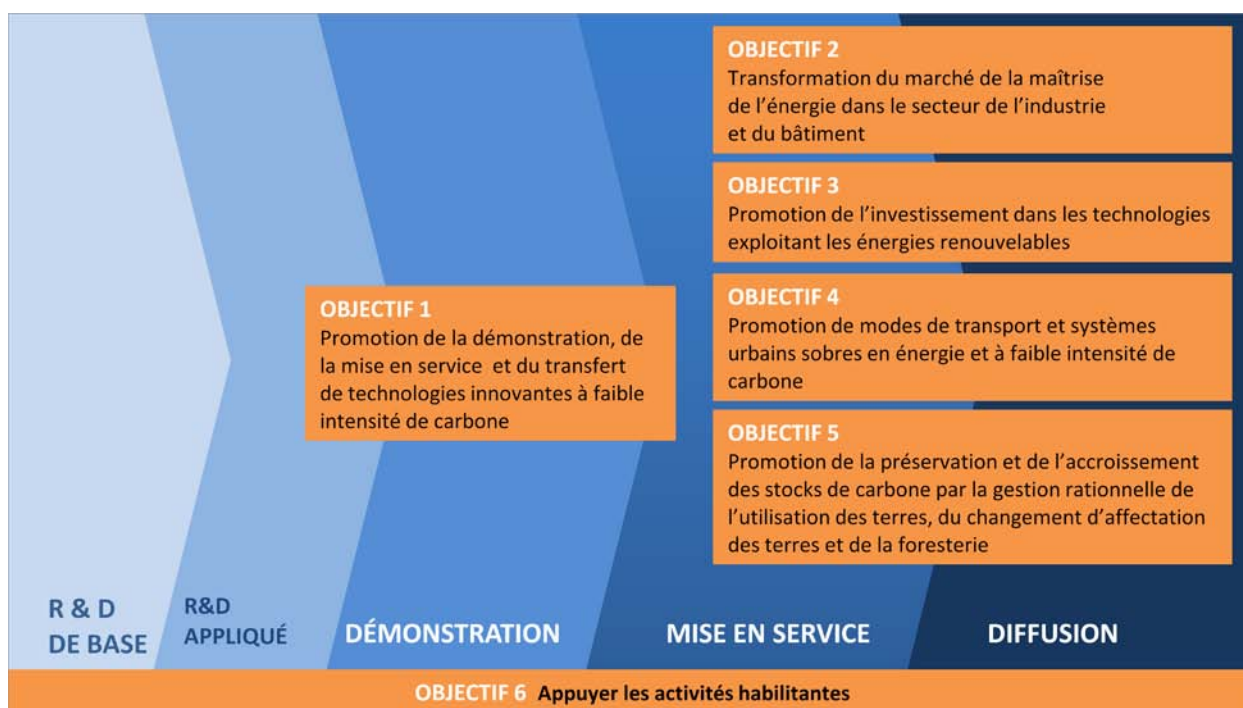 OBJECTIF 2
Transformation du marché de la maîtrise
de l'énergie dans le secteur de l'industrie
et du bâtiment
OBJECTIF 3
Promotion de l'investissement dans les technologies
exploitant les énergies renouvelables
OBJECTIF 1
Promotion de la démonstration, de
la mise en service et du transfert
de technologies innovantes à faible
intensité de carbone
OBJECTIF 4
Promotion de modes de transport et systèmes
urbains sobres en énergie et à faible intensité de
carbone
OBJECTIF 5
Promotion de la préservation et de l'accroissement
des stocks de carbone par la gestion rationnelle de
l'utilisation des terres, du changement d'affectation
des terres et de la foresterie
R & D
DE BASE
R&D
APPLIQUÉ
DÉMONSTRATION
MISE EN SERVICE
DIFFUSION
OBJECTIF 6 Appuyer les activités habilitantes